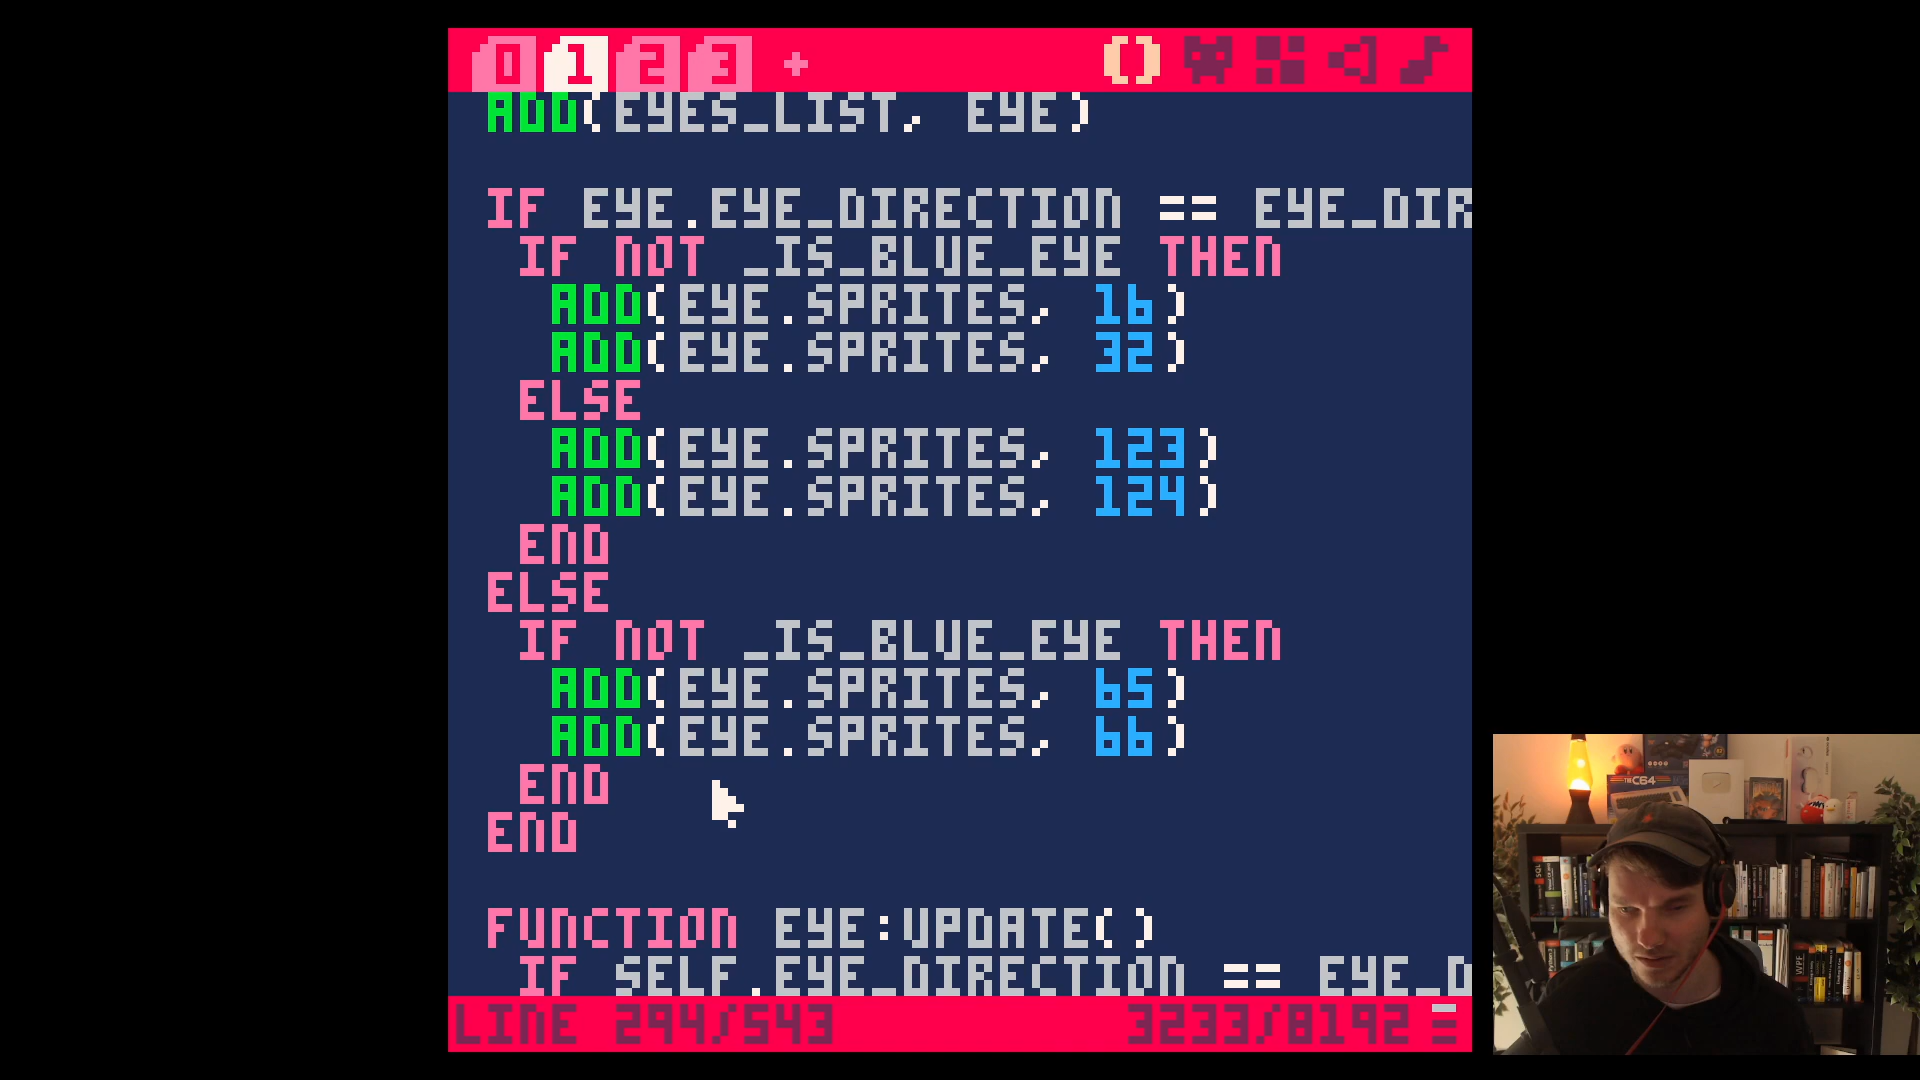 0 1 2 3 +
ADD(EYES_LIST, EYE)
IF EYE.EYE_DIRECTION == EYE_DIR
IF NOT _IS_BLUE_EYE THEN
ADD(EYE.SPRITES, 16)
ADD(EYE.SPRITES, 32)
ELSE
ADD(EYE.SPRITES, 123)
ADD(EYE.SPRITES, 124)
END
ELSE
IF NOT _IS_BLUE_EYE THEN
ADD(EYE.SPRITES, 65)
ADD(EYE.SPRITES, 66)
END
END
FUNCTION EYE:UPDATE()
IF SELF.EYE_DIRECTION == EYE_D
LINE 294/543
3233/8192
C64
SQL
WPF